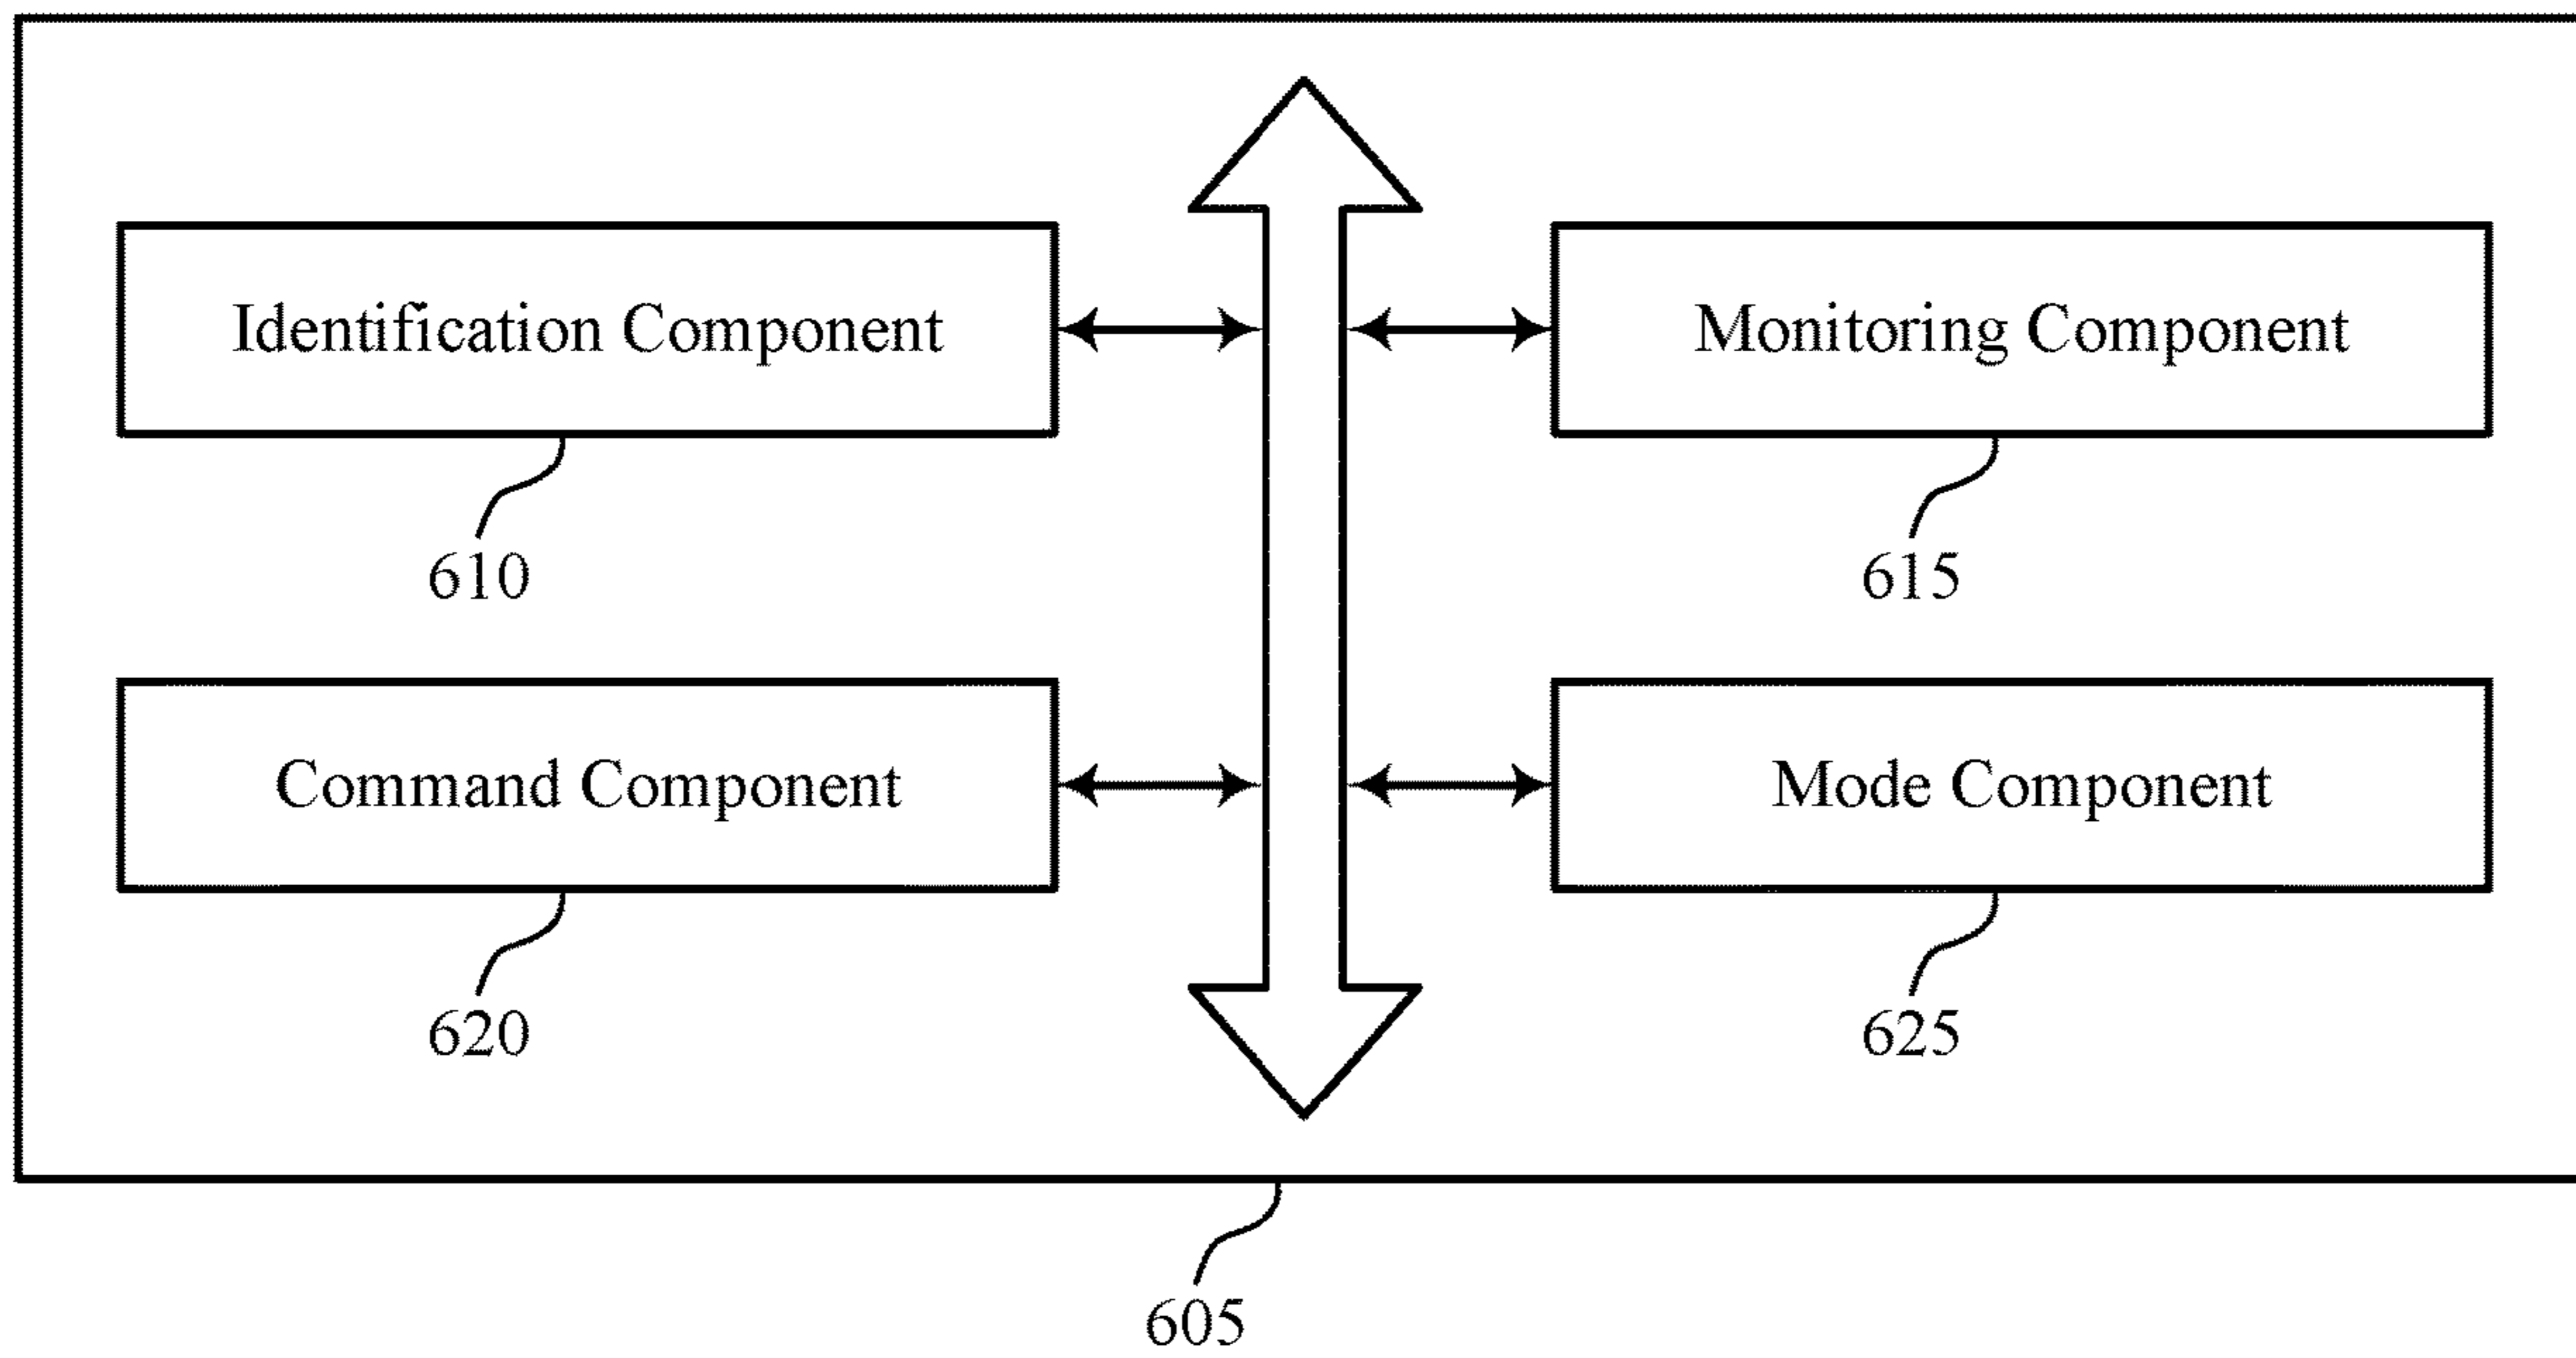 Identification Component
Monitoring Component
610
615
Command Component
Mode Component
620
625
605